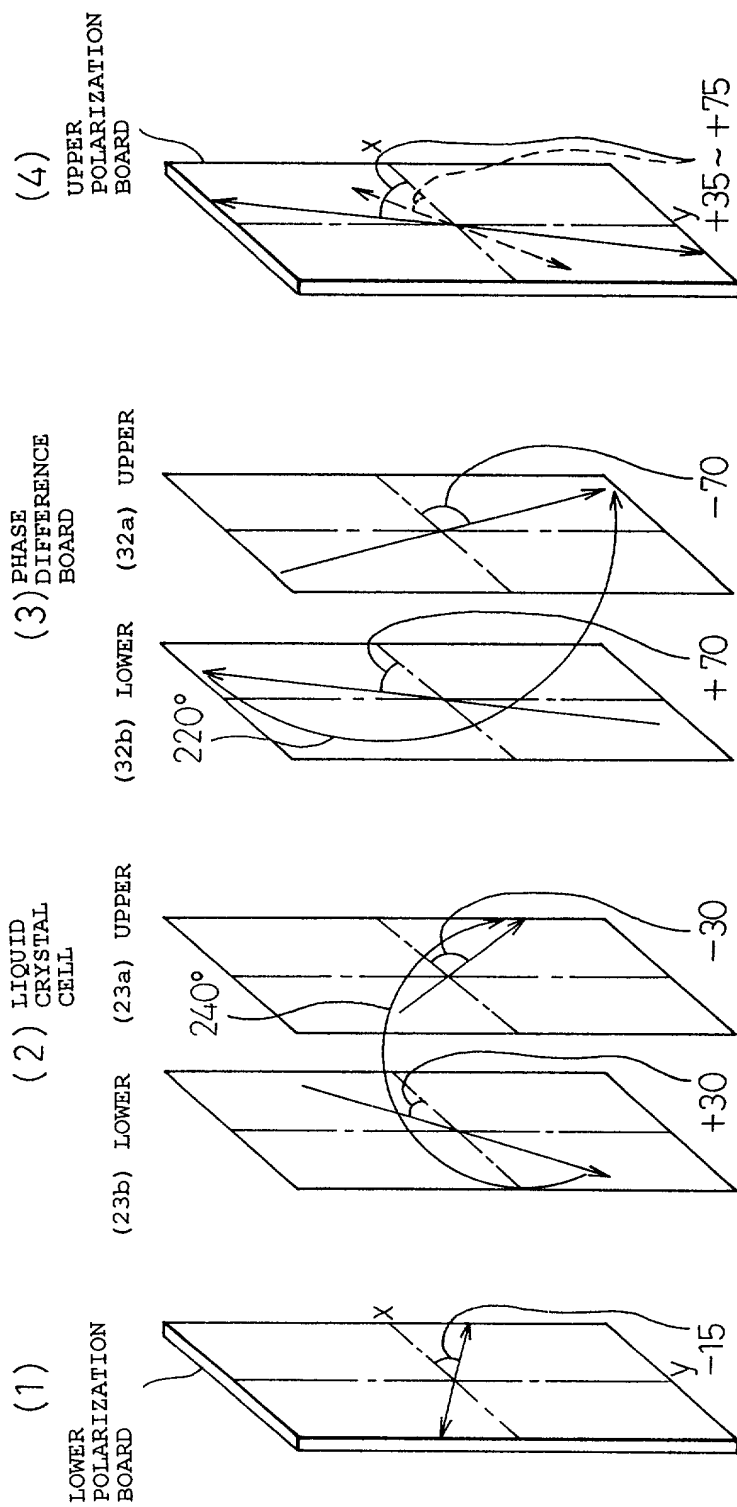 (1)
LOWER
POLARIZATION
BOARD
X
y
-15
(2)
LIQUID
CRYSTAL
CELL
(23b) LOWER
(23a) UPPER
240°
+30
-30
(3)
PHASE
DIFFERENCE
BOARD
(32b) LOWER
(32a) UPPER
220°
+70
-70
(4)
UPPER
POLARIZATION
BOARD
X
y
+35~+75